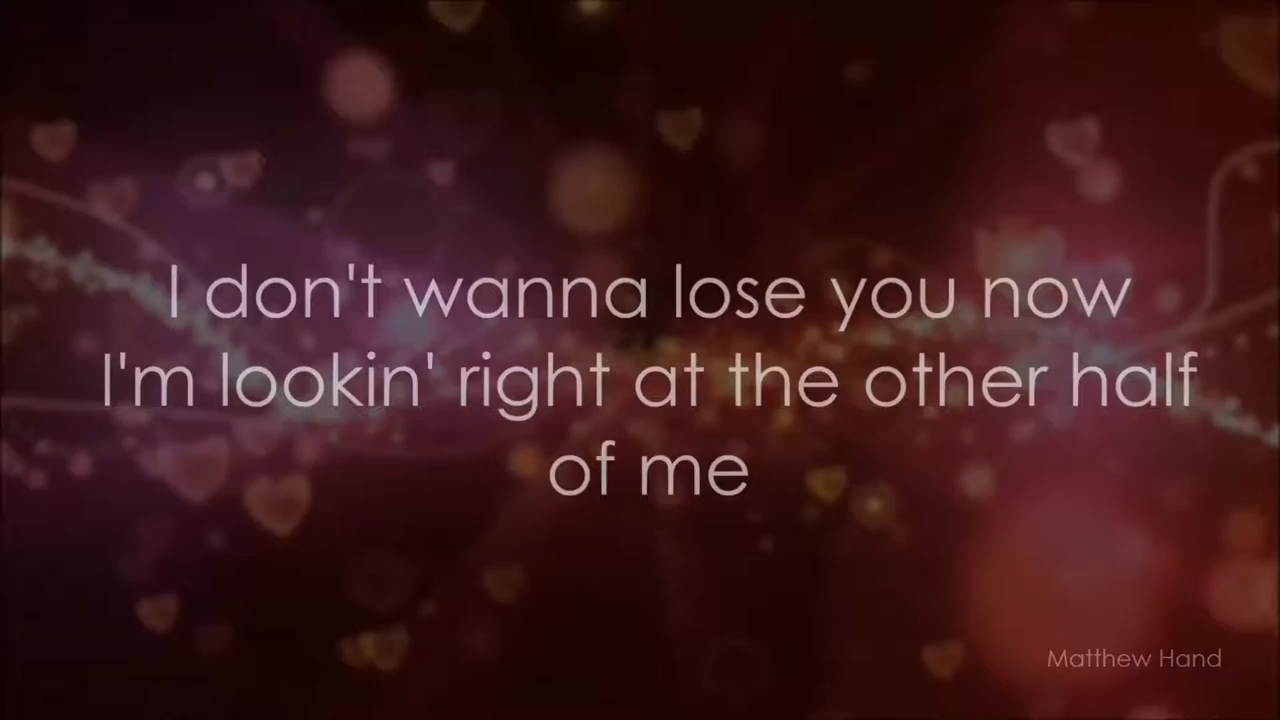 I don't wanna lose you now
I'm lookin' right at the other half
of me
Matthew Hand